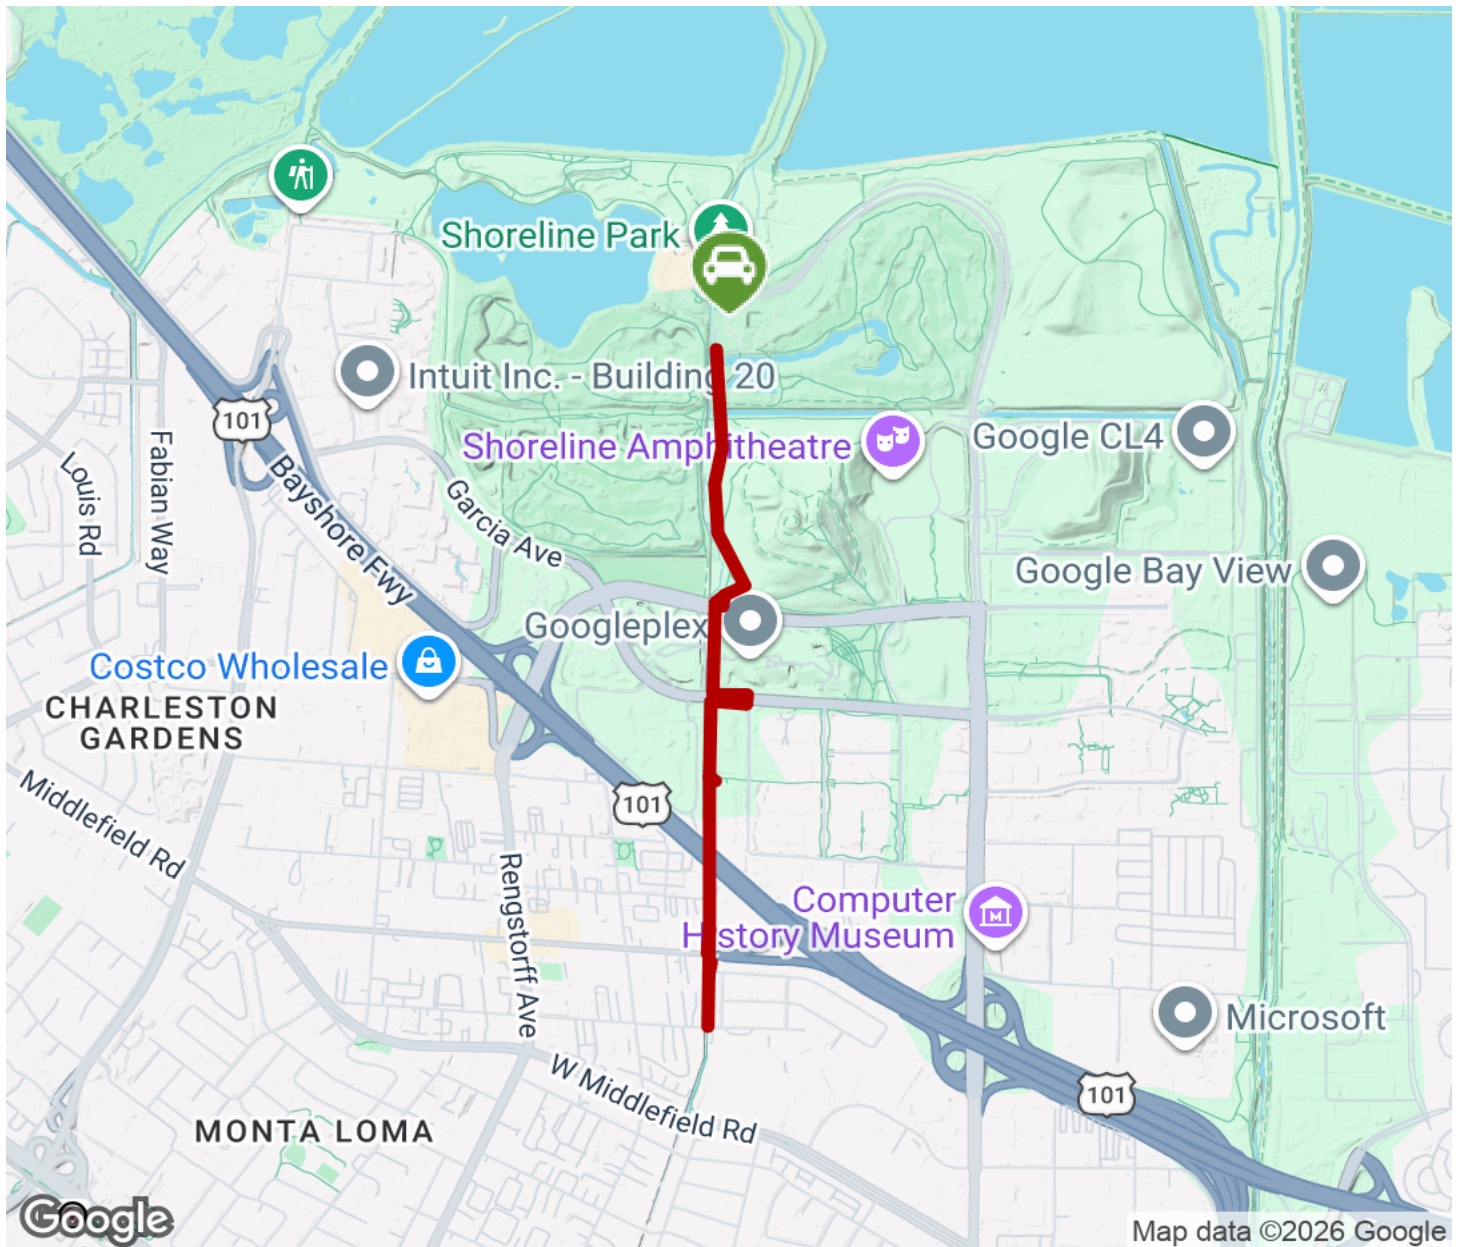 Shoreline Park
Intuit Inc. - Building 20
101
Shoreline Amphitheatre
Google CL4
Fabian Way
Louis Rd
Bayshore Fwy
Garcia Ave
Google Bay View
Googleplex
Costco Wholesale
CHARLESTON
GARDENS
Middlefield Rd
101
Rengstorff Ave
Computer
History Museum
Microsoft
W Middlefield Rd
101
MONTA LOMA
Google
Map data ©2026 Google